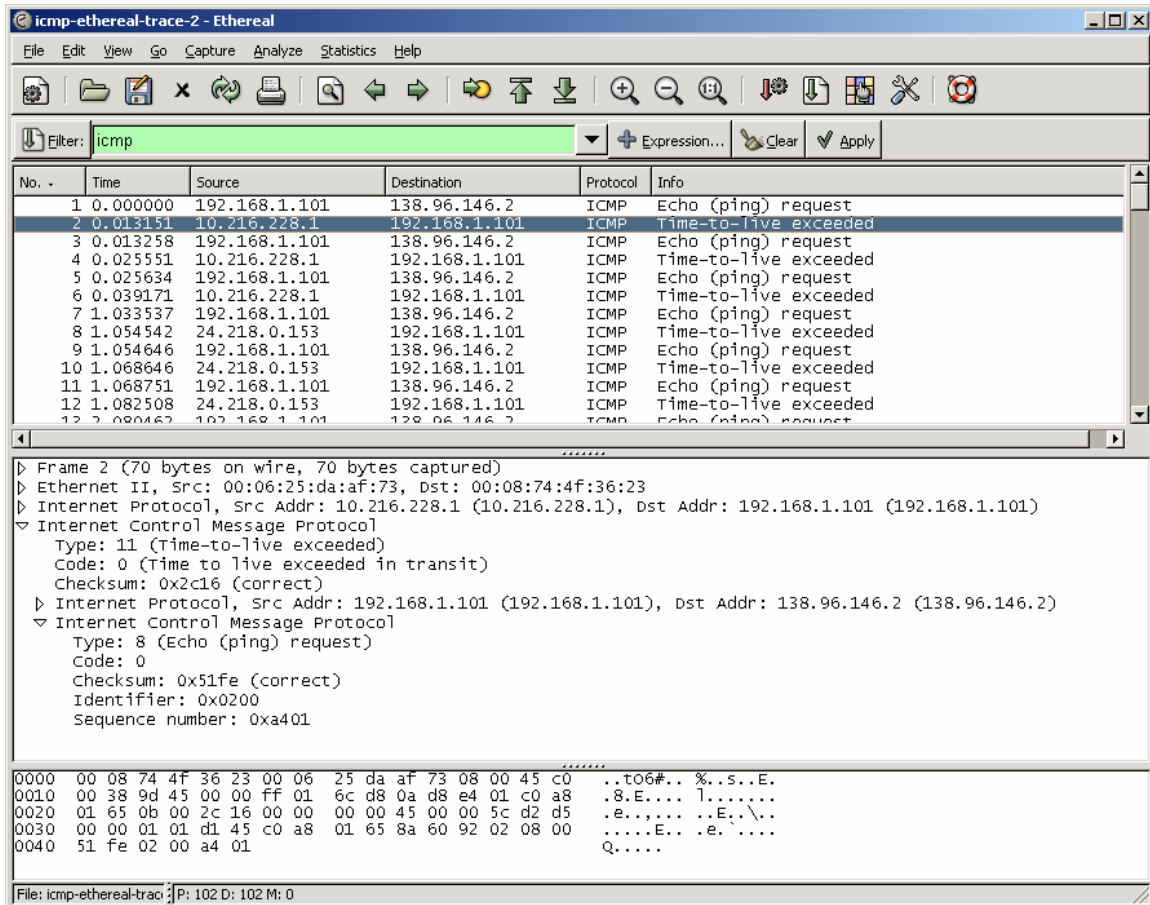 icmp-ethereal-trace-2 - Ethereal
File Edit View Go Capture Analyze Statistics Help
Filter: icmp Expression... Clear Apply
No. Time Source Destination Protocol Info
1 0.000000 192.168.1.101 138.96.146.2 ICMP Echo (ping) request
2 0.013151 10.216.228.1 192.168.1.101 ICMP Time-to-live exceeded
3 0.013258 192.168.1.101 138.96.146.2 ICMP Echo (ping) request
4 0.025551 10.216.228.1 192.168.1.101 ICMP Time-to-live exceeded
5 0.025634 192.168.1.101 138.96.146.2 ICMP Echo (ping) request
6 0.039171 10.216.228.1 192.168.1.101 ICMP Time-to-live exceeded
7 1.033537 192.168.1.101 138.96.146.2 ICMP Echo (ping) request
8 1.054542 24.218.0.153 192.168.1.101 ICMP Time-to-live exceeded
9 1.054646 192.168.1.101 138.96.146.2 ICMP Echo (ping) request
10 1.068646 24.218.0.153 192.168.1.101 ICMP Time-to-live exceeded
11 1.068751 192.168.1.101 138.96.146.2 ICMP Echo (ping) request
12 1.082508 24.218.0.153 192.168.1.101 ICMP Time-to-live exceeded
13 2.080462 192.168.1.101 138.96.146.2 ICMP Echo (ping) request
Frame 2 (70 bytes on wire, 70 bytes captured)
Ethernet II, Src: 00:06:25:da:af:73, Dst: 00:08:74:4f:36:23
Internet Protocol, Src Addr: 10.216.228.1 (10.216.228.1), Dst Addr: 192.168.1.101 (192.168.1.101)
Internet Control Message Protocol
Type: 11 (Time-to-live exceeded)
Code: 0 (Time to live exceeded in transit)
Checksum: 0x2c16 (correct)
Internet Protocol, Src Addr: 192.168.1.101 (192.168.1.101), Dst Addr: 138.96.146.2 (138.96.146.2)
Internet Control Message Protocol
Type: 8 (Echo (ping) request)
Code: 0
Checksum: 0x51fe (correct)
Identifier: 0x0200
Sequence number: 0xa401
0000 00 08 74 4f 36 23 00 06 25 da af 73 08 00 45 c0 ..tO6#.. %..s..E.
0010 00 38 9d 45 00 00 ff 01 6c d8 0a d8 e4 01 c0 a8 .8.E.... l.......
0020 01 65 0b 00 2c 16 00 00 00 00 45 00 00 5c d2 d5 .e..,... ..E..\..
0030 00 00 01 01 d1 45 c0 a8 01 65 8a 60 92 02 08 00 .....E.. .e.`....
0040 51 fe 02 00 a4 01 Q.....
File: icmp-ethereal-trac P: 102 D: 102 M: 0